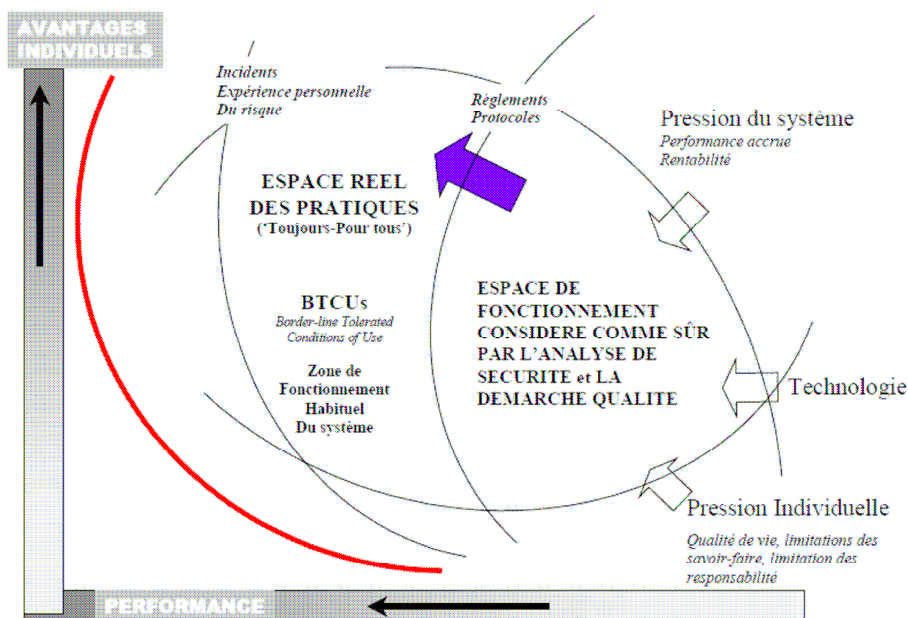 AVANTAGES
INDIVIDUELS
Incidents
Expérience personnelle
Du risque
Règlements
Protocoles
Pression du système
Performance accrue
Rentabilité
ESPACE REEL
DES PRATIQUES
('Toujours-Pour tous')
BTCUs
Border-line Tolerated
Conditions of Use
Zone de
Fonctionnement
Habituel
Du système
ESPACE DE
FONCTIONNEMENT
CONSIDERE COMME SÛR
PAR L'ANALYSE DE
SECURITE et LA
DEMARCHE QUALITE
Technologie
Pression Individuelle
Qualité de vie, limitations des
savoir-faire, limitation des
responsabilité
PERFORMANCE